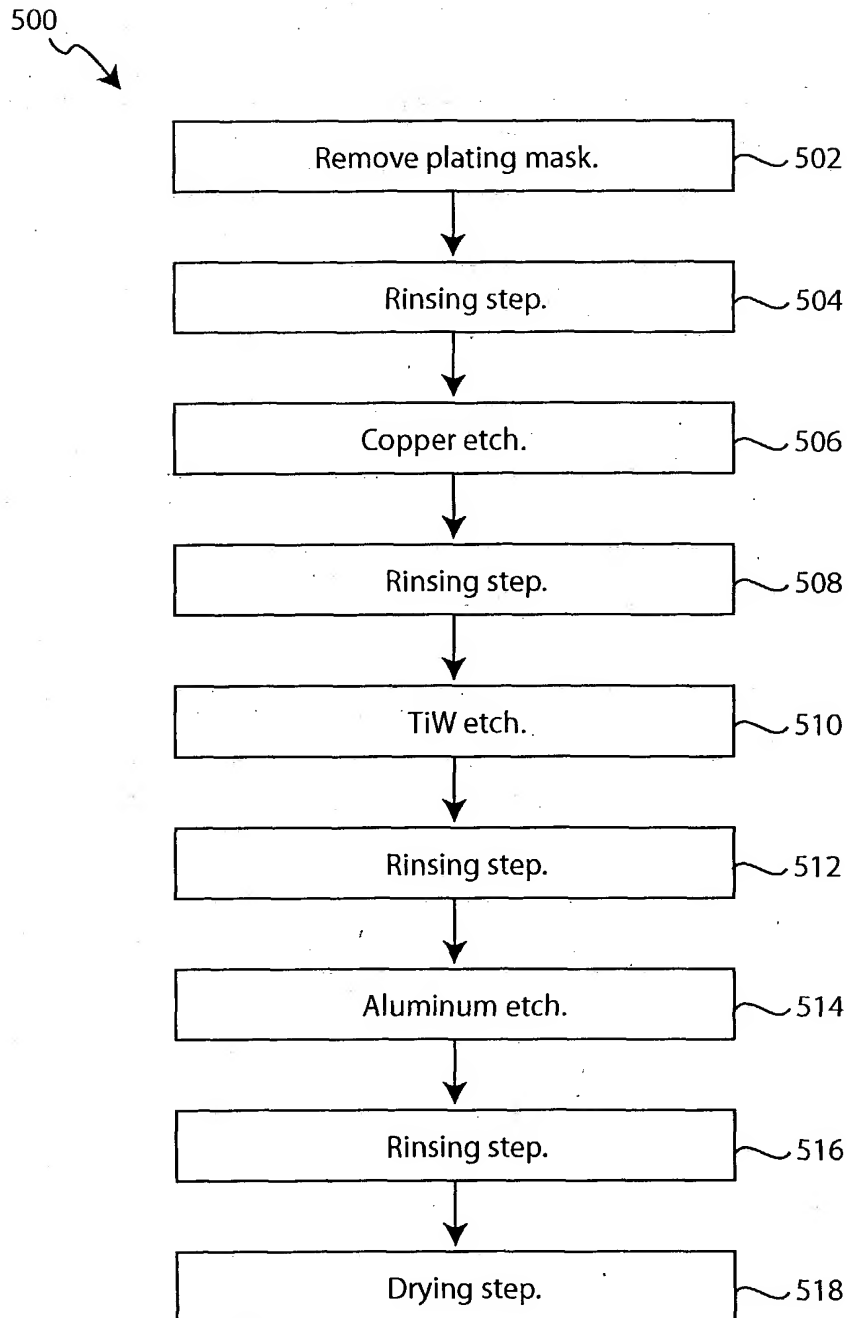 500
Remove plating mask.
502
Rinsing step.
504
Copper etch.
506
Rinsing step.
508
TiW etch.
510
Rinsing step.
512
Aluminum etch.
514
Rinsing step.
516
Drying step.
518